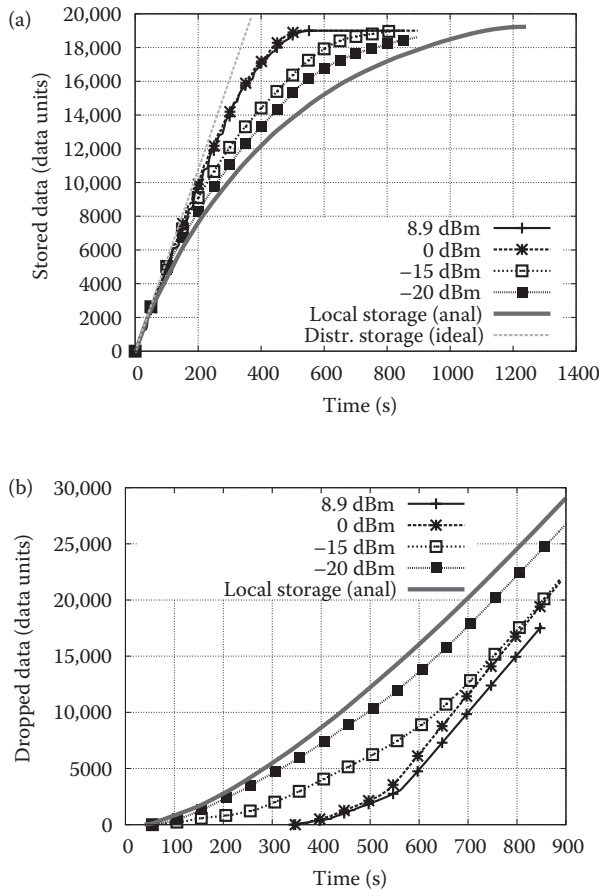 (a)
20,000
18,000
16,000
14,000
12,000
10,000
8000
6000
4000
2000
0
Stored data (data units)
8.9 dBm
0 dBm
−15 dBm
−20 dBm
Local storage (anal)
Distr. storage (ideal)
0 200 400 600 800 1000 1200 1400
Time (s)
(b)
30,000
25,000
20,000
15,000
10,000
5000
0
Dropped data (data units)
8.9 dBm
0 dBm
−15 dBm
−20 dBm
Local storage (anal)
0 100 200 300 400 500 600 700 800 900
Time (s)